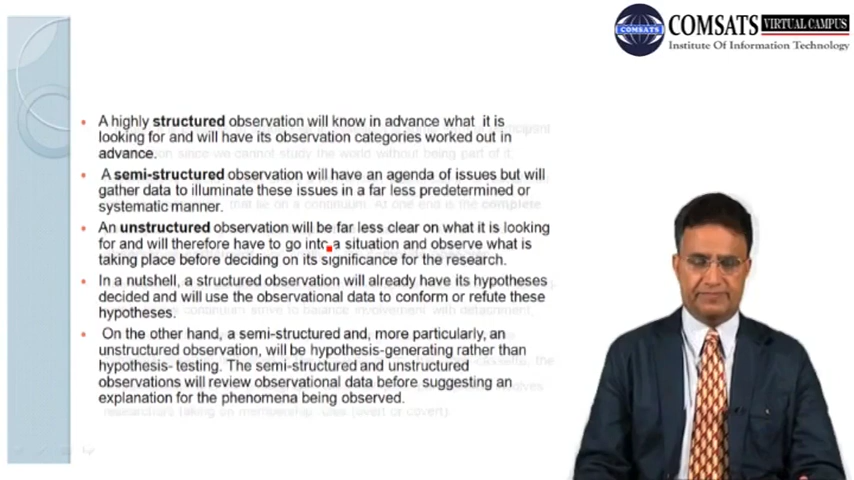 COMSATS VIRTUAL CAMPUS
COMSATS
Institute Of Information Technology
A highly structured observation will know in advance what it is
looking for and will have its observation categories worked out in
advance.
A semi-structured observation will have an agenda of issues but will
gather data to illuminate these issues in a far less predetermined or
systematic manner.
An unstructured observation will be far less clear on what it is looking
for and will therefore have to go into a situation and observe what is
taking place before deciding on its significance for the research.
In a nutshell, a structured observation will already have its hypotheses
decided and will use the observational data to conform or refute these
hypotheses.
On the other hand, a semi-structured and, more particularly, an
unstructured observation, will be hypothesis-generating rather than
hypothesis- testing. The semi-structured and unstructured
observations will review observational data before suggesting an
explanation for the phenomena being observed.